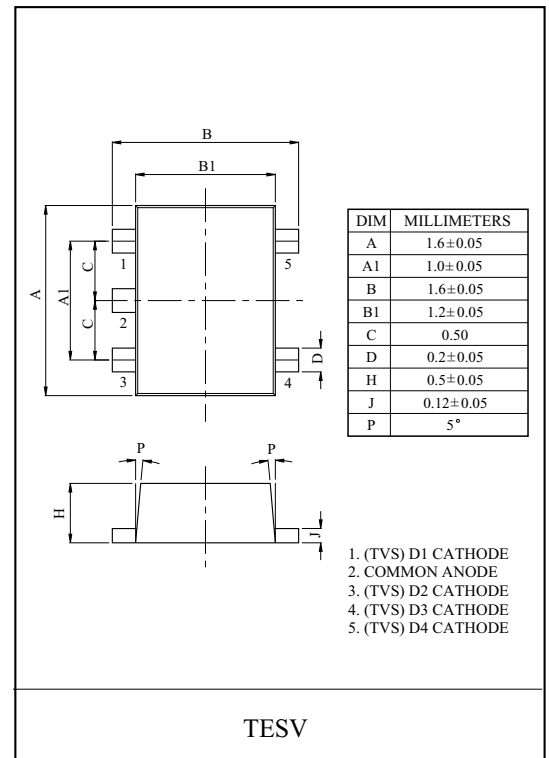 B
B1
A
A1
C
C
1
2
3
5
4
D
P
P
H
J
DIM MILLIMETERS
A 1.6±0.05
A1 1.0±0.05
B 1.6±0.05
B1 1.2±0.05
C 0.50
D 0.2±0.05
H 0.5±0.05
J 0.12±0.05
P 5°
1. (TVS) D1 CATHODE
2. COMMON ANODE
3. (TVS) D2 CATHODE
4. (TVS) D3 CATHODE
5. (TVS) D4 CATHODE
TESV